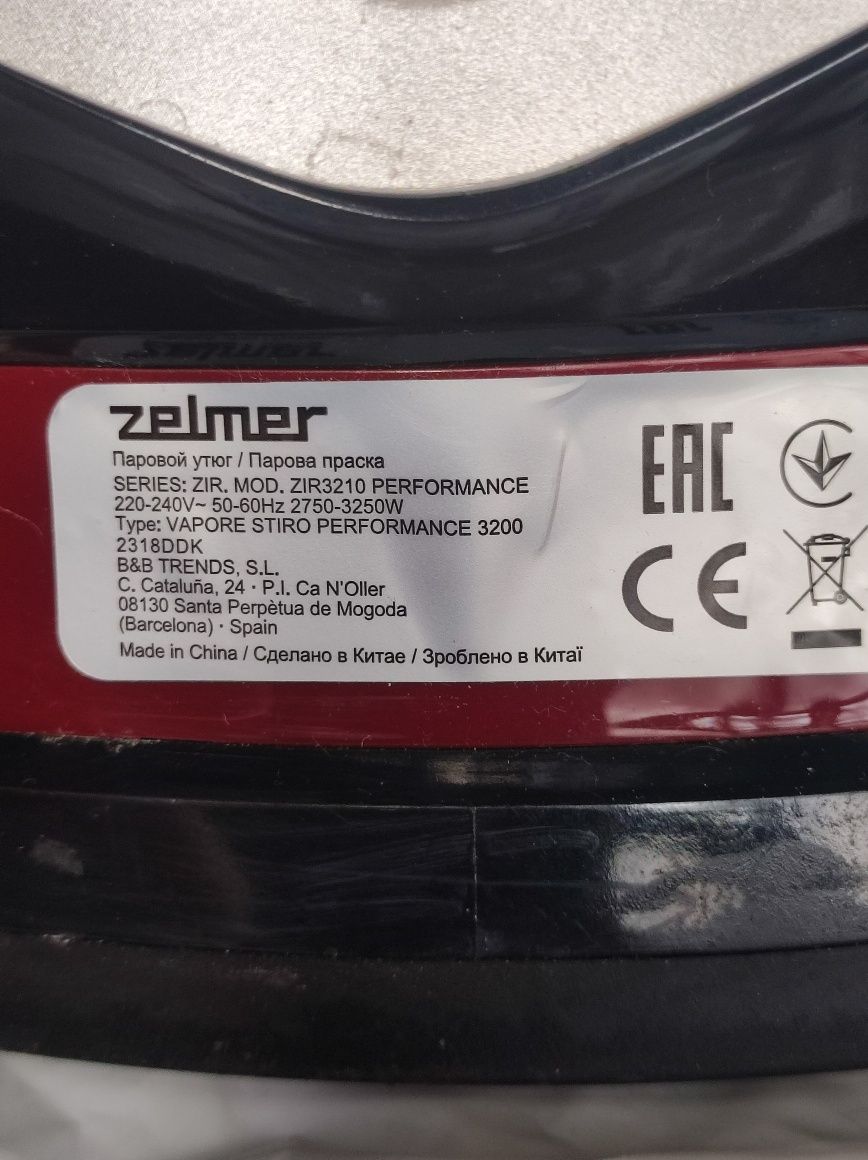 zelmer
Паровой утюг / Парова праска
SERIES: ZIR. MOD. ZIR3210 PERFORMANCE
220-240V~ 50-60Hz 2750-3250W
Type: VAPORE STIRO PERFORMANCE 3200
2318DDK
B&B TRENDS, S.L.
C. Cataluña, 24 · P.I. Ca N'Oller
08130 Santa Perpètua de Mogoda
(Barcelona) · Spain
Made in China / Сделано в Китае / Зроблено в Китаї
EAC
CE